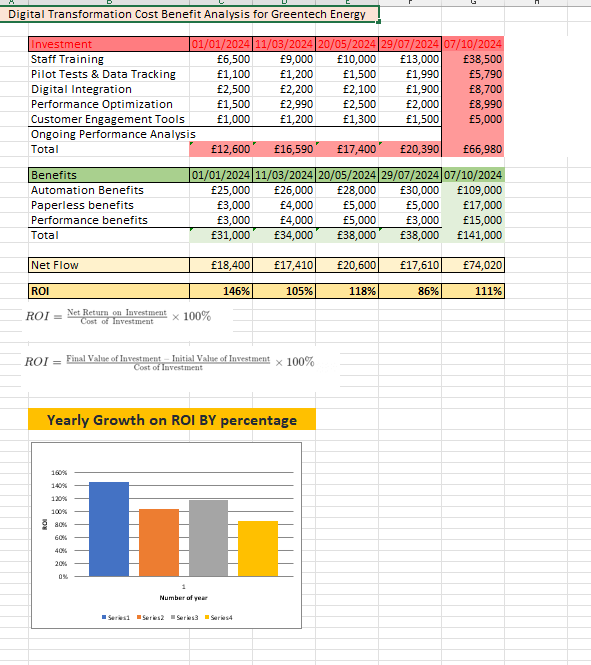 Digital Transformation Cost Benefit Analysis for Greentech Energy
Investment 01/01/2024 11/03/2024 20/05/2024 29/07/2024 07/10/2024
Staff Training £6,500 £9,000 £10,000 £13,000 £38,500
Pilot Tests & Data Tracking £1,100 £1,200 £1,500 £1,990 £5,790
Digital Integration £2,500 £2,200 £2,100 £1,900 £8,700
Performance Optimization £1,500 £2,990 £2,500 £2,000 £8,990
Customer Engagement Tools £1,000 £1,200 £1,300 £1,500 £5,000
Ongoing Performance Analysis
Total £12,600 £16,590 £17,400 £20,390 £66,980
Benefits 01/01/2024 11/03/2024 20/05/2024 29/07/2024 07/10/2024
Automation Benefits £25,000 £26,000 £28,000 £30,000 £109,000
Paperless benefits £3,000 £4,000 £5,000 £5,000 £17,000
Performance benefits £3,000 £4,000 £5,000 £3,000 £15,000
Total £31,000 £34,000 £38,000 £38,000 £141,000
Net Flow £18,400 £17,410 £20,600 £17,610 £74,020
ROI 146% 105% 118% 86% 111%
ROI = Net Return on Investment / Cost of Investment × 100%
ROI = Final Value of Investment − Initial Value of Investment / Cost of Investment × 100%
Yearly Growth on ROI BY percentage
160%
140%
120%
100%
80%
60%
40%
20%
0%
ROI
1
Number of year
Series1 Series2 Series3 Series4